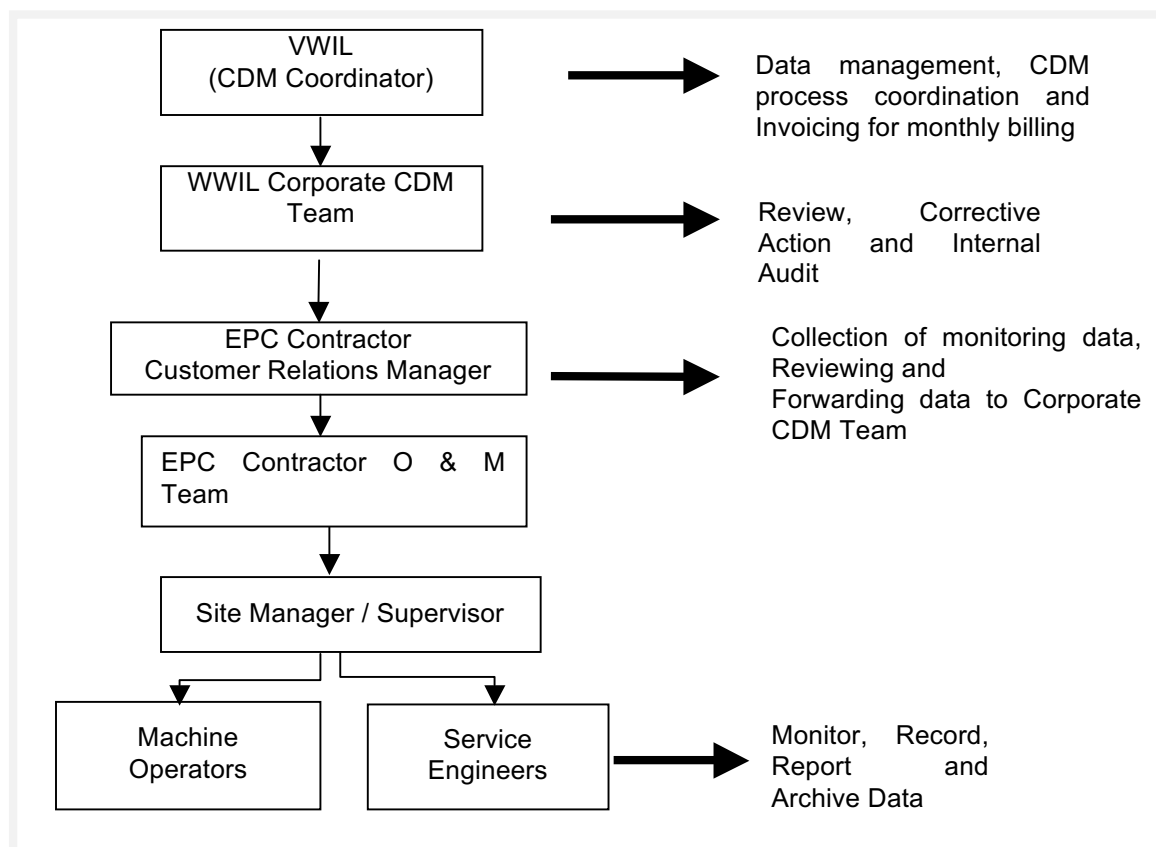 VWIL
(CDM Coordinator)
Data management, CDM
process coordination and
Invoicing for monthly billing
WWIL Corporate CDM
Team
Review, Corrective
Action and Internal
Audit
EPC Contractor
Customer Relations Manager
Collection of monitoring data,
Reviewing and
Forwarding data to Corporate
CDM Team
EPC Contractor O & M
Team
Site Manager / Supervisor
Machine
Operators
Service
Engineers
Monitor, Record,
Report and
Archive Data